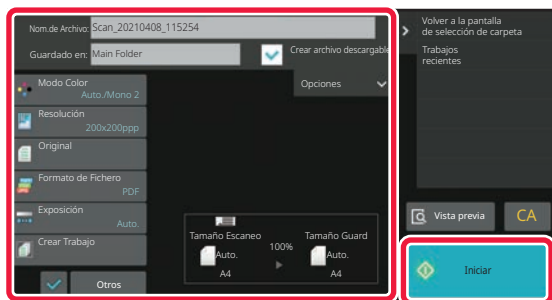 Nom.de Archivo:
Scan_20210408_115254
Guardado en:
Main Folder
Crear archivo descargable
Opciones
Modo Color
Auto./Mono 2
Resolución
200x200ppp
Original
Formato de Fichero
PDF
Exposición
Auto.
Crear Trabajo
Otros
Tamaño Escaneo
Auto.
A4
100%
Tamaño Guard
Auto.
A4
Volver a la pantalla
de selección de carpeta
Trabajos
recientes
Vista previa
CA
Iniciar